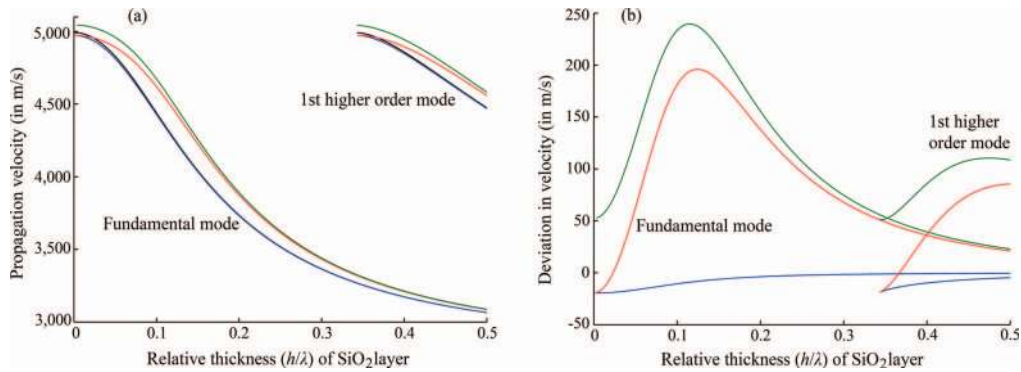 (a)
5,000
4,500
4,000
3,500
3,000
Propagation velocity (in m/s)
1st higher order mode
Fundamental mode
0 0.1 0.2 0.3 0.4 0.5
Relative thickness (h/λ) of SiO2 layer
(b)
250
200
150
100
50
0
-50
Deviation in velocity (in m/s)
1st higher
order mode
Fundamental mode
0 0.1 0.2 0.3 0.4 0.5
Relative thickness (h/λ) of SiO2 layer